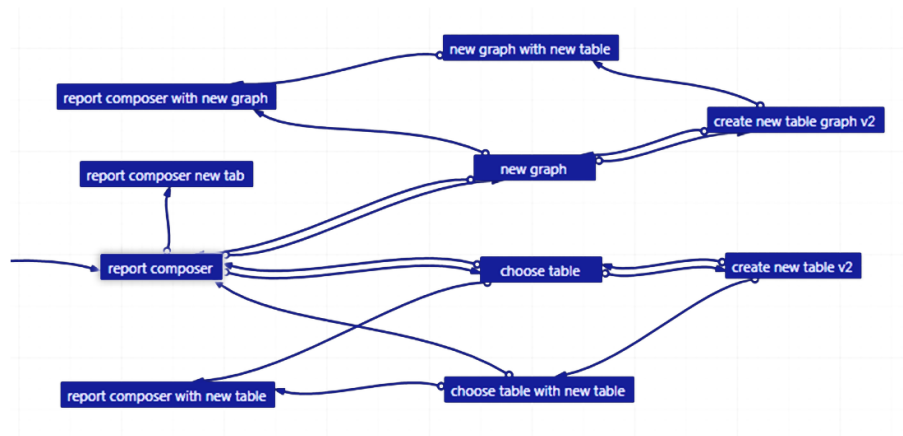 new graph with new table
report composer with new graph
create new table graph v2
new graph
report composer new tab
report composer
choose table
create new table v2
report composer with new table
choose table with new table